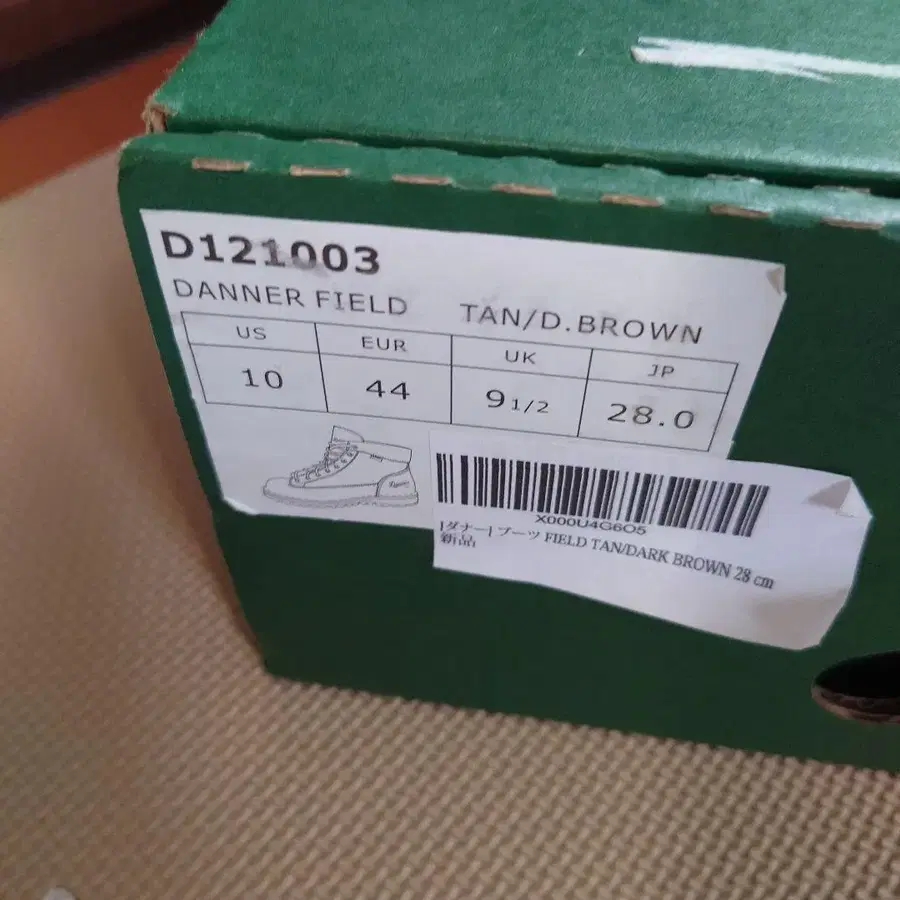 D121003
DANNER FIELD TAN/D.BROWN
US EUR UK JP
10 44 9 1/2 28.0
X000U4G6O5
[ダナー] ブーツ FIELD TAN/DARK BROWN 28 cm
新品